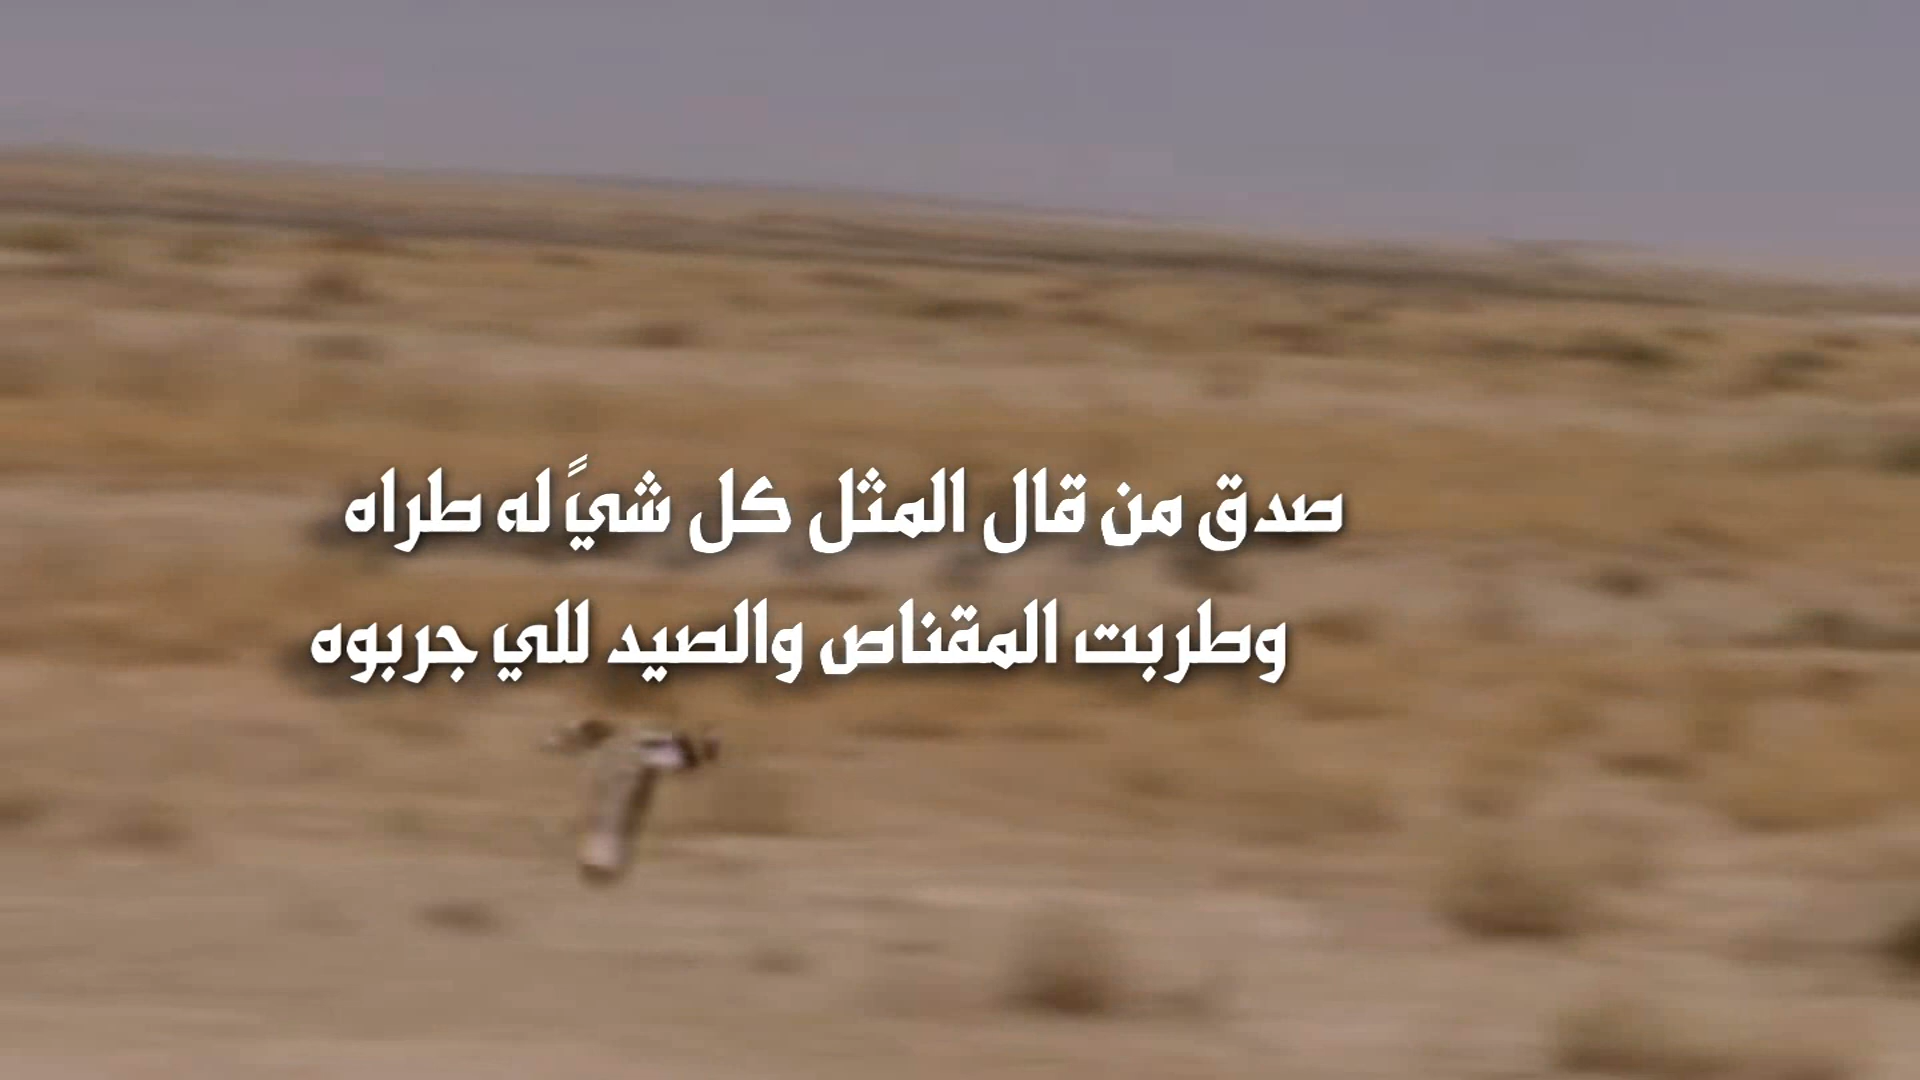 صدق من قال المثل كل شيً له طراه
وطربت المقناص والصيد للي جربوه